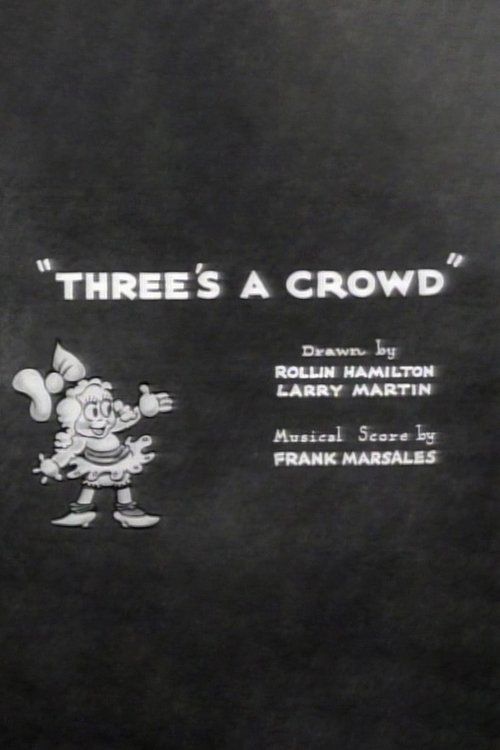 "THREE'S A CROWD"
Drawn by
ROLLIN HAMILTON
LARRY MARTIN
Musical Score by
FRANK MARSALES